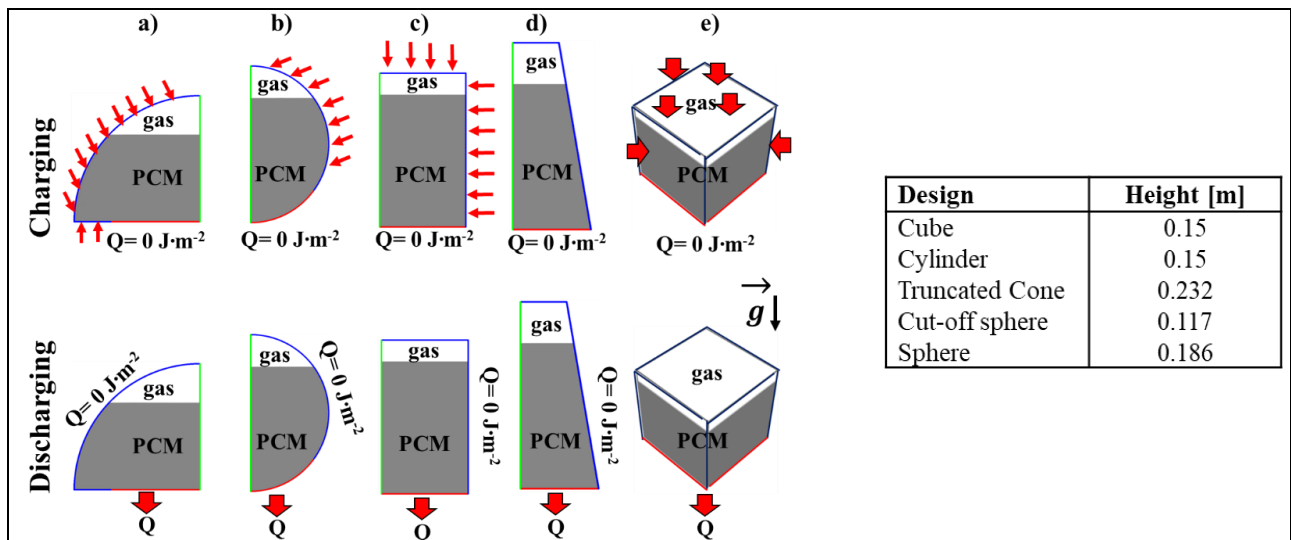 a)
b)
c)
d)
e)
Charging
gas
PCM
Q= 0 J·m-2
gas
PCM
Q= 0 J·m-2
gas
PCM
Q= 0 J·m-2
gas
PCM
Q= 0 J·m-2
gas
PCM
Q= 0 J·m-2
Discharging
Q= 0 J·m-2
gas
PCM
Q
gas
Q= 0 J·m-2
PCM
Q
gas
Q= 0 J·m-2
PCM
Q
gas
Q= 0 J·m-2
PCM
Q
g
gas
PCM
Q
Design Height [m]
Cube 0.15
Cylinder 0.15
Truncated Cone 0.232
Cut-off sphere 0.117
Sphere 0.186